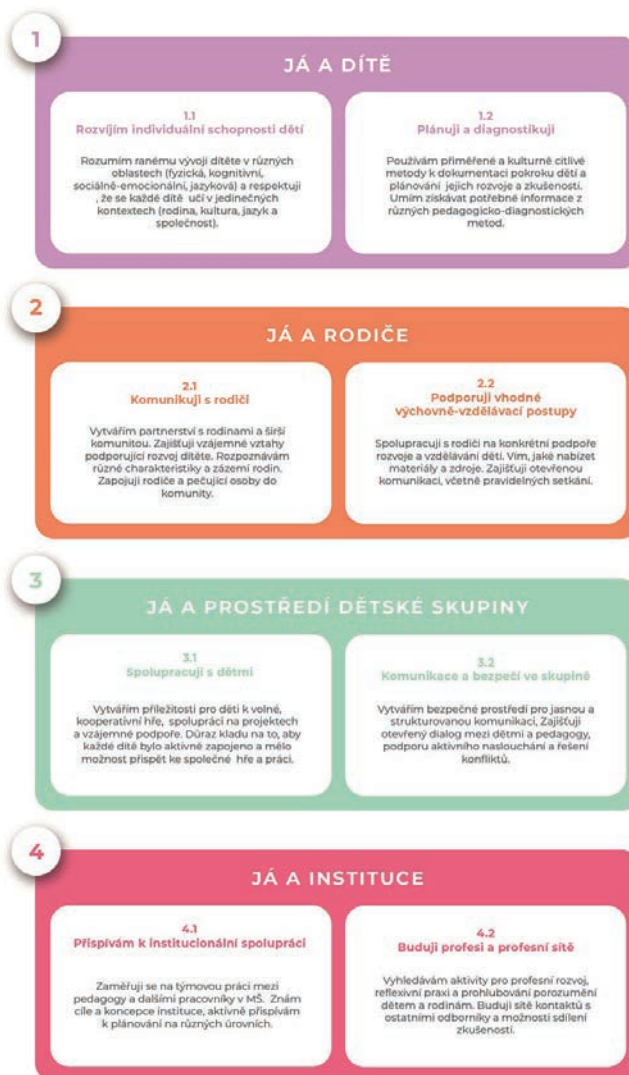 1
JÁ A DÍTĚ
1.1
Rozvíjím individuální schopnosti dětí
Rozumím ranému vývoji dítěte v různých
oblastech (fyzická, kognitivní,
sociálně-emocionální, jazyková) a respektuji
, že se každé dítě učí v jedinečných
kontextech (rodina, kultura, jazyk a
společnost).
1.2
Plánuji a diagnostikuji
Používám přiměřené a kulturně citlivé
metody k dokumentaci pokroku dětí a
plánování jejich rozvoje a zkušeností.
Umím získávat potřebné informace z
různých pedagogicko-diagnostických
metod.
2
JÁ A RODIČE
2.1
Komunikuji s rodiči
Vytvářím partnerství s rodinami a širší
komunitou. Zajišťuji vzájemné vztahy
podporující rozvoj dítěte. Rozpoznávám
různé charakteristiky a zázemí rodin.
Zapojuji rodiče a pečující osoby do
komunity.
2.2
Podporuji vhodné
výchovně-vzdělávací postupy
Spolupracuji s rodiči na konkrétní podpoře
rozvoje a vzdělávání dětí. Vím, jaké nabízet
materiály a zdroje. Zajišťuji otevřenou
komunikaci, včetně pravidelných setkání.
3
JÁ A PROSTŘEDÍ DĚTSKÉ SKUPINY
3.1
Spolupracuji s dětmi
Vytvářím příležitosti pro děti k volné,
kooperativní hře, spolupráci na projektech
a vzájemné podpoře. Důraz kladu na to, aby
každé dítě bylo aktivně zapojeno a mělo
možnost přispět ke společné hře a práci.
3.2
Komunikace a bezpečí ve skupině
Vytvářím bezpečné prostředí pro jasnou a
strukturovanou komunikaci, Zajišťuji
otevřený dialog mezi dětmi a pedagogy,
podporu aktivního naslouchání a řešení
konfliktů.
4
JÁ A INSTITUCE
4.1
Přispívám k institucionální spolupráci
Zaměřuji se na týmovou práci mezi
pedagogy a dalšími pracovníky v MŠ. Znám
cíle a koncepce instituce, aktivně přispívám
k plánování na různých úrovních.
4.2
Buduji profesi a profesní sítě
Vyhledávám aktivity pro profesní rozvoj,
reflexivní praxi a prohlubování porozumění
dětem a rodinám. Buduji sítě kontaktů s
ostatními odborníky a možnosti sdílení
zkušeností.